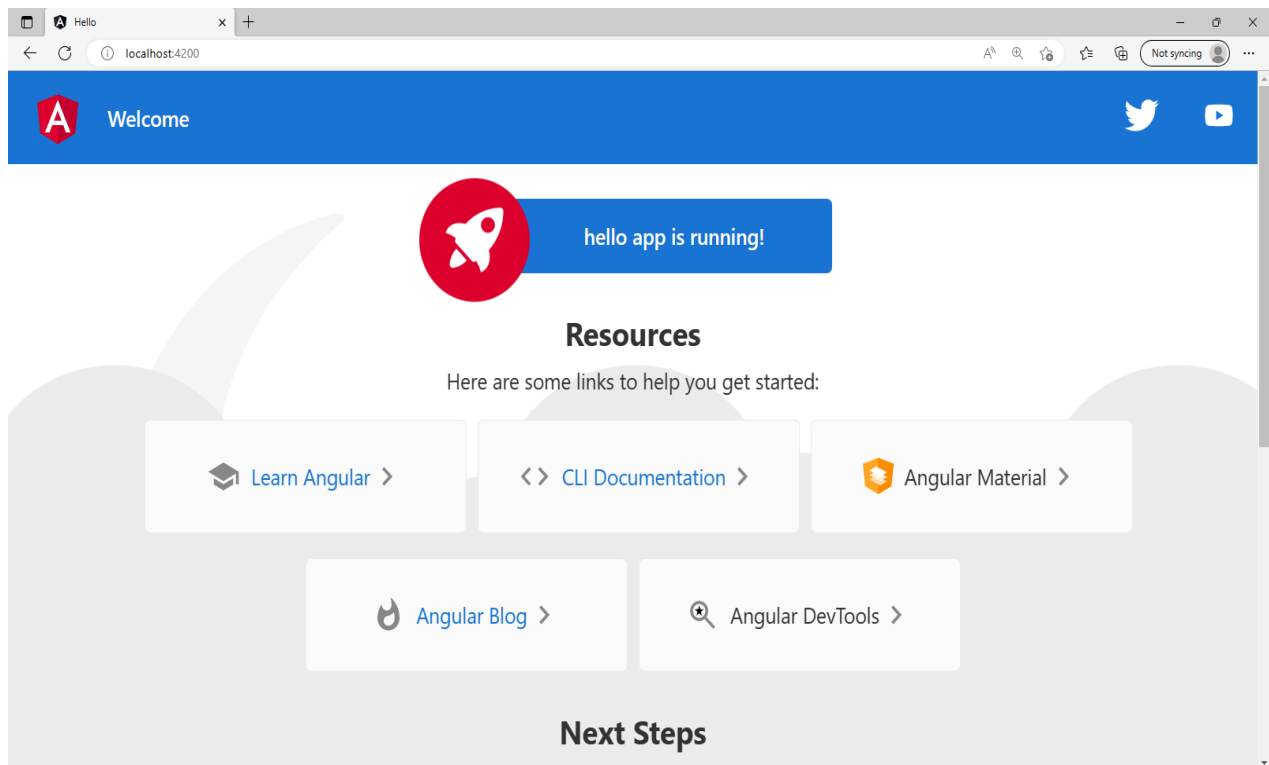 Hello
localhost:4200
Not syncing
Welcome
hello app is running!
Resources
Here are some links to help you get started:
Learn Angular
CLI Documentation
Angular Material
Angular Blog
Angular DevTools
Next Steps